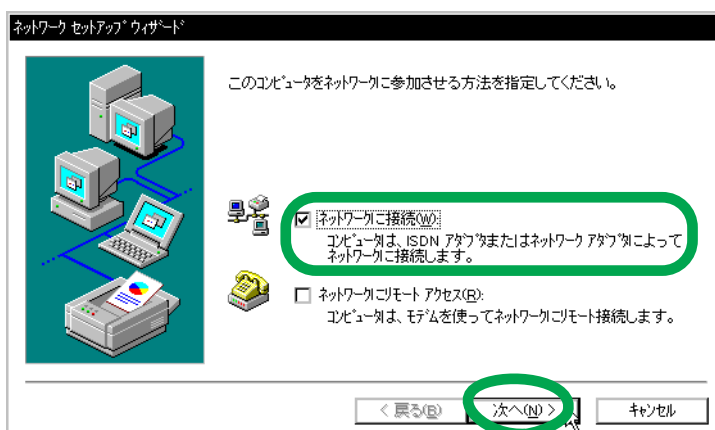 ネットワーク セットアップ ウィザード
このコンピュータをネットワークに参加させる方法を指定してください。
ネットワークに接続(W):
コンピュータは、ISDN アダプタまたはネットワーク アダプタによって
ネットワークに接続します。
ネットワークにリモート アクセス(R):
コンピュータは、モデムを使ってネットワークにリモート接続します。
< 戻る(B)
次へ(N) >
キャンセル